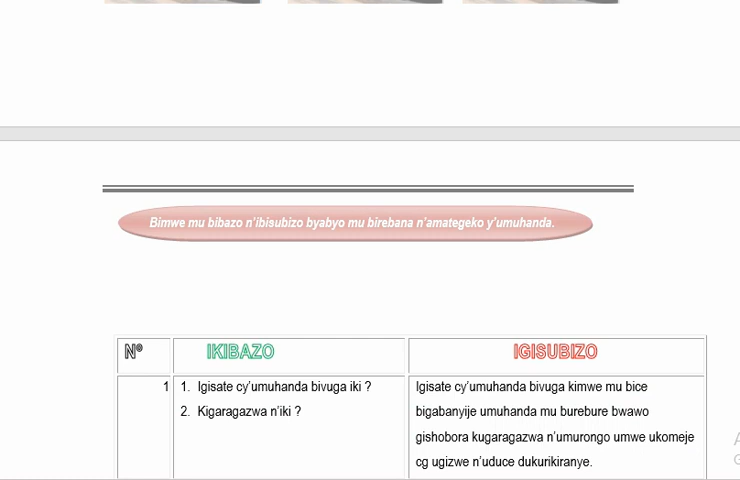 Bimwe mu bibazo n'ibisubizo byabyo mu birebana n'amategeko y'umuhanda.
Nº IKIBAZO IGISUBIZO
1 1. Igisate cy'umuhanda bivuga iki ?
2. Kigaragazwa n'iki ?
Igisate cy'umuhanda bivuga kimwe mu bice
bigabanyije umuhanda mu burebure bwawo
gishobora kugaragazwa n'umurongo umwe ukomeje
cg ugizwe n'uduce dukurikiranye.